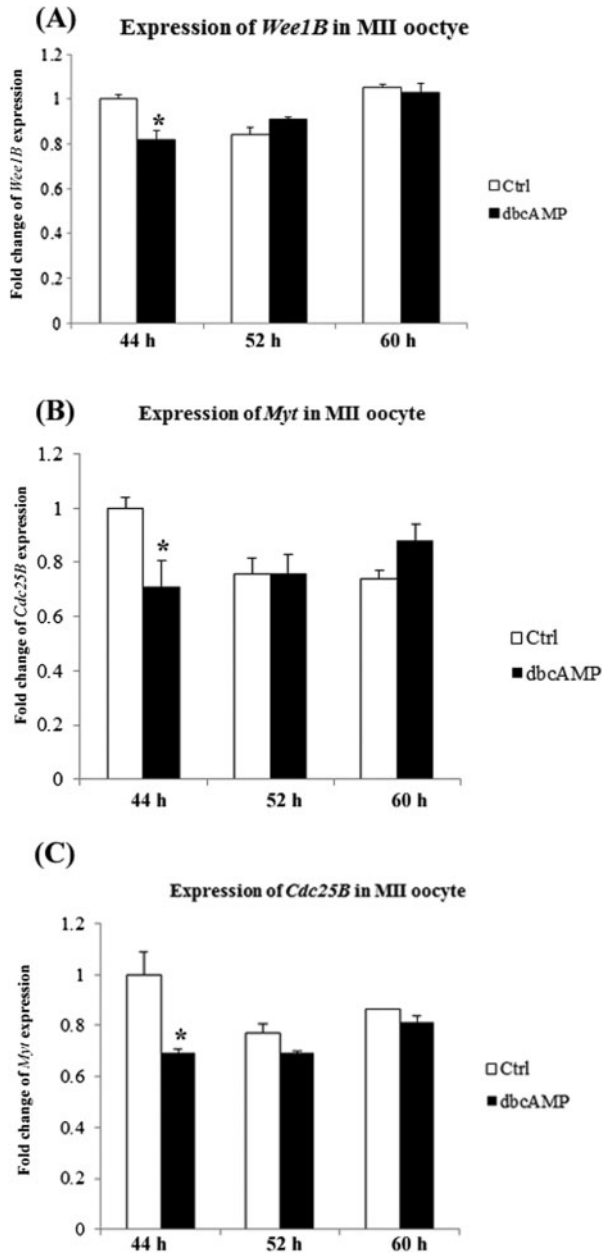 (A)
Expression of Wee1B in MII ooctye
Fold change of Wee1B expression
1.2
1
0.8
0.6
0.4
0.2
0
*
44 h 52 h 60 h
Ctrl
dbcAMP
(B)
Expression of Myt in MII oocyte
Fold change of Cdc25B expression
1.2
1
0.8
0.6
0.4
0.2
0
*
44 h 52 h 60 h
Ctrl
dbcAMP
(C)
Expression of Cdc25B in MII oocyte
Fold change of Myt expression
1.2
1
0.8
0.6
0.4
0.2
0
*
44 h 52 h 60 h
Ctrl
dbcAMP